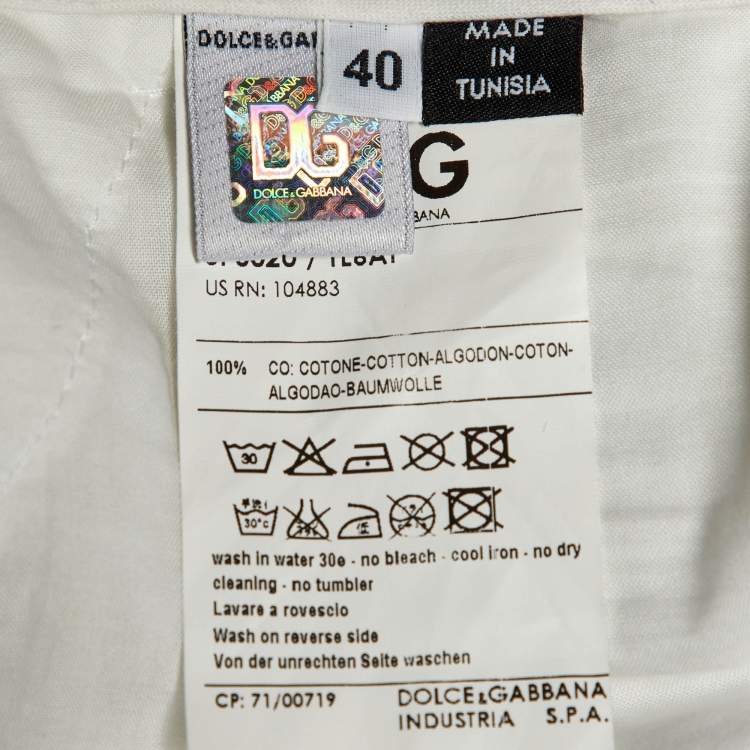 DOLCE&GAB
40
MADE
IN
TUNISIA
DG
DOLCE&GABBANA
G
BANA
US RN: 104883
100% CO: COTONE-COTTON-ALGODON-COTON-
ALGODAO-BAUMWOLLE
30
30°C
wash in water 30e - no bleach - cool iron - no dry
cleaning - no tumbler
Lavare a rovescio
Wash on reverse side
Von der unrechten Seite waschen
CP: 71/00719
DOLCE&GABBANA
INDUSTRIA S.P.A.